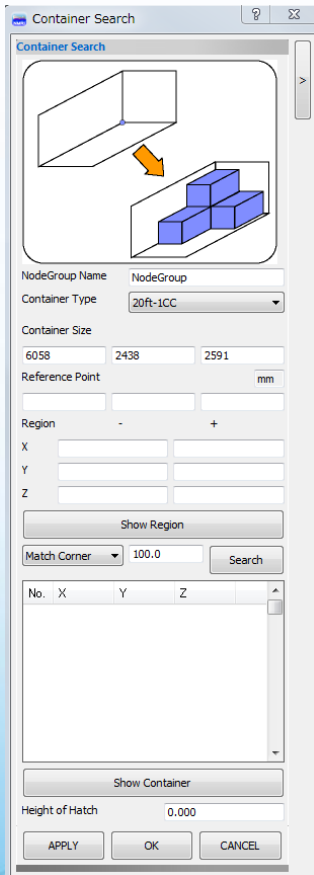 Container Search
? X
Container Search
>
NodeGroup Name NodeGroup
Container Type 20ft-1CC
Container Size
6058 2438 2591
Reference Point mm
Region - +
X
Y
Z
Show Region
Match Corner 100.0 Search
No. X Y Z
Show Container
Height of Hatch 0.000
APPLY OK CANCEL